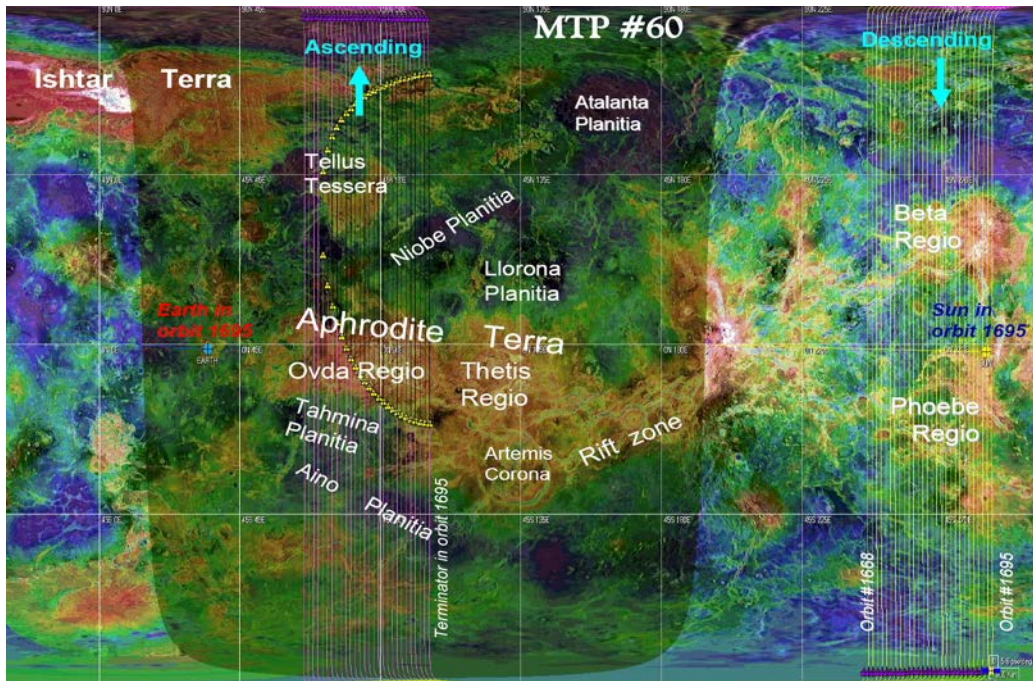 MTP #60
Ascending
Descending
Ishtar Terra
Atalanta
Planitia
Tellus
Tessera
Niobe Planitia
Beta
Regio
Llorona
Planitia
Earth in
orbit 1695
EARTH
Aphrodite Terra
Sun in
orbit 1695
Ovda Regio
Thetis
Regio
Phoebe
Regio
Tahmina
Planitia
Rift zone
Artemis
Corona
Aino Planitia
Terminator in orbit 1695
Orbit #1668
Orbit #1695